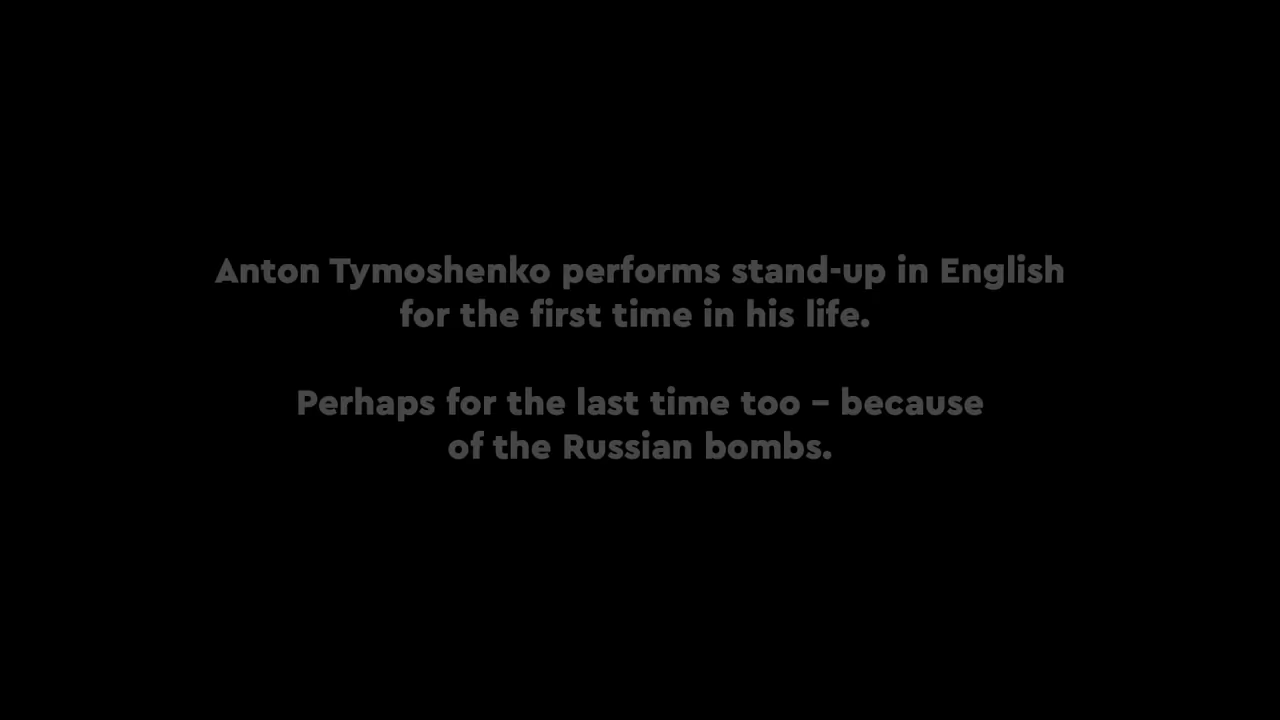 Anton Tymoshenko performs stand-up in English
for the first time in his life.
Perhaps for the last time too – because
of the Russian bombs.